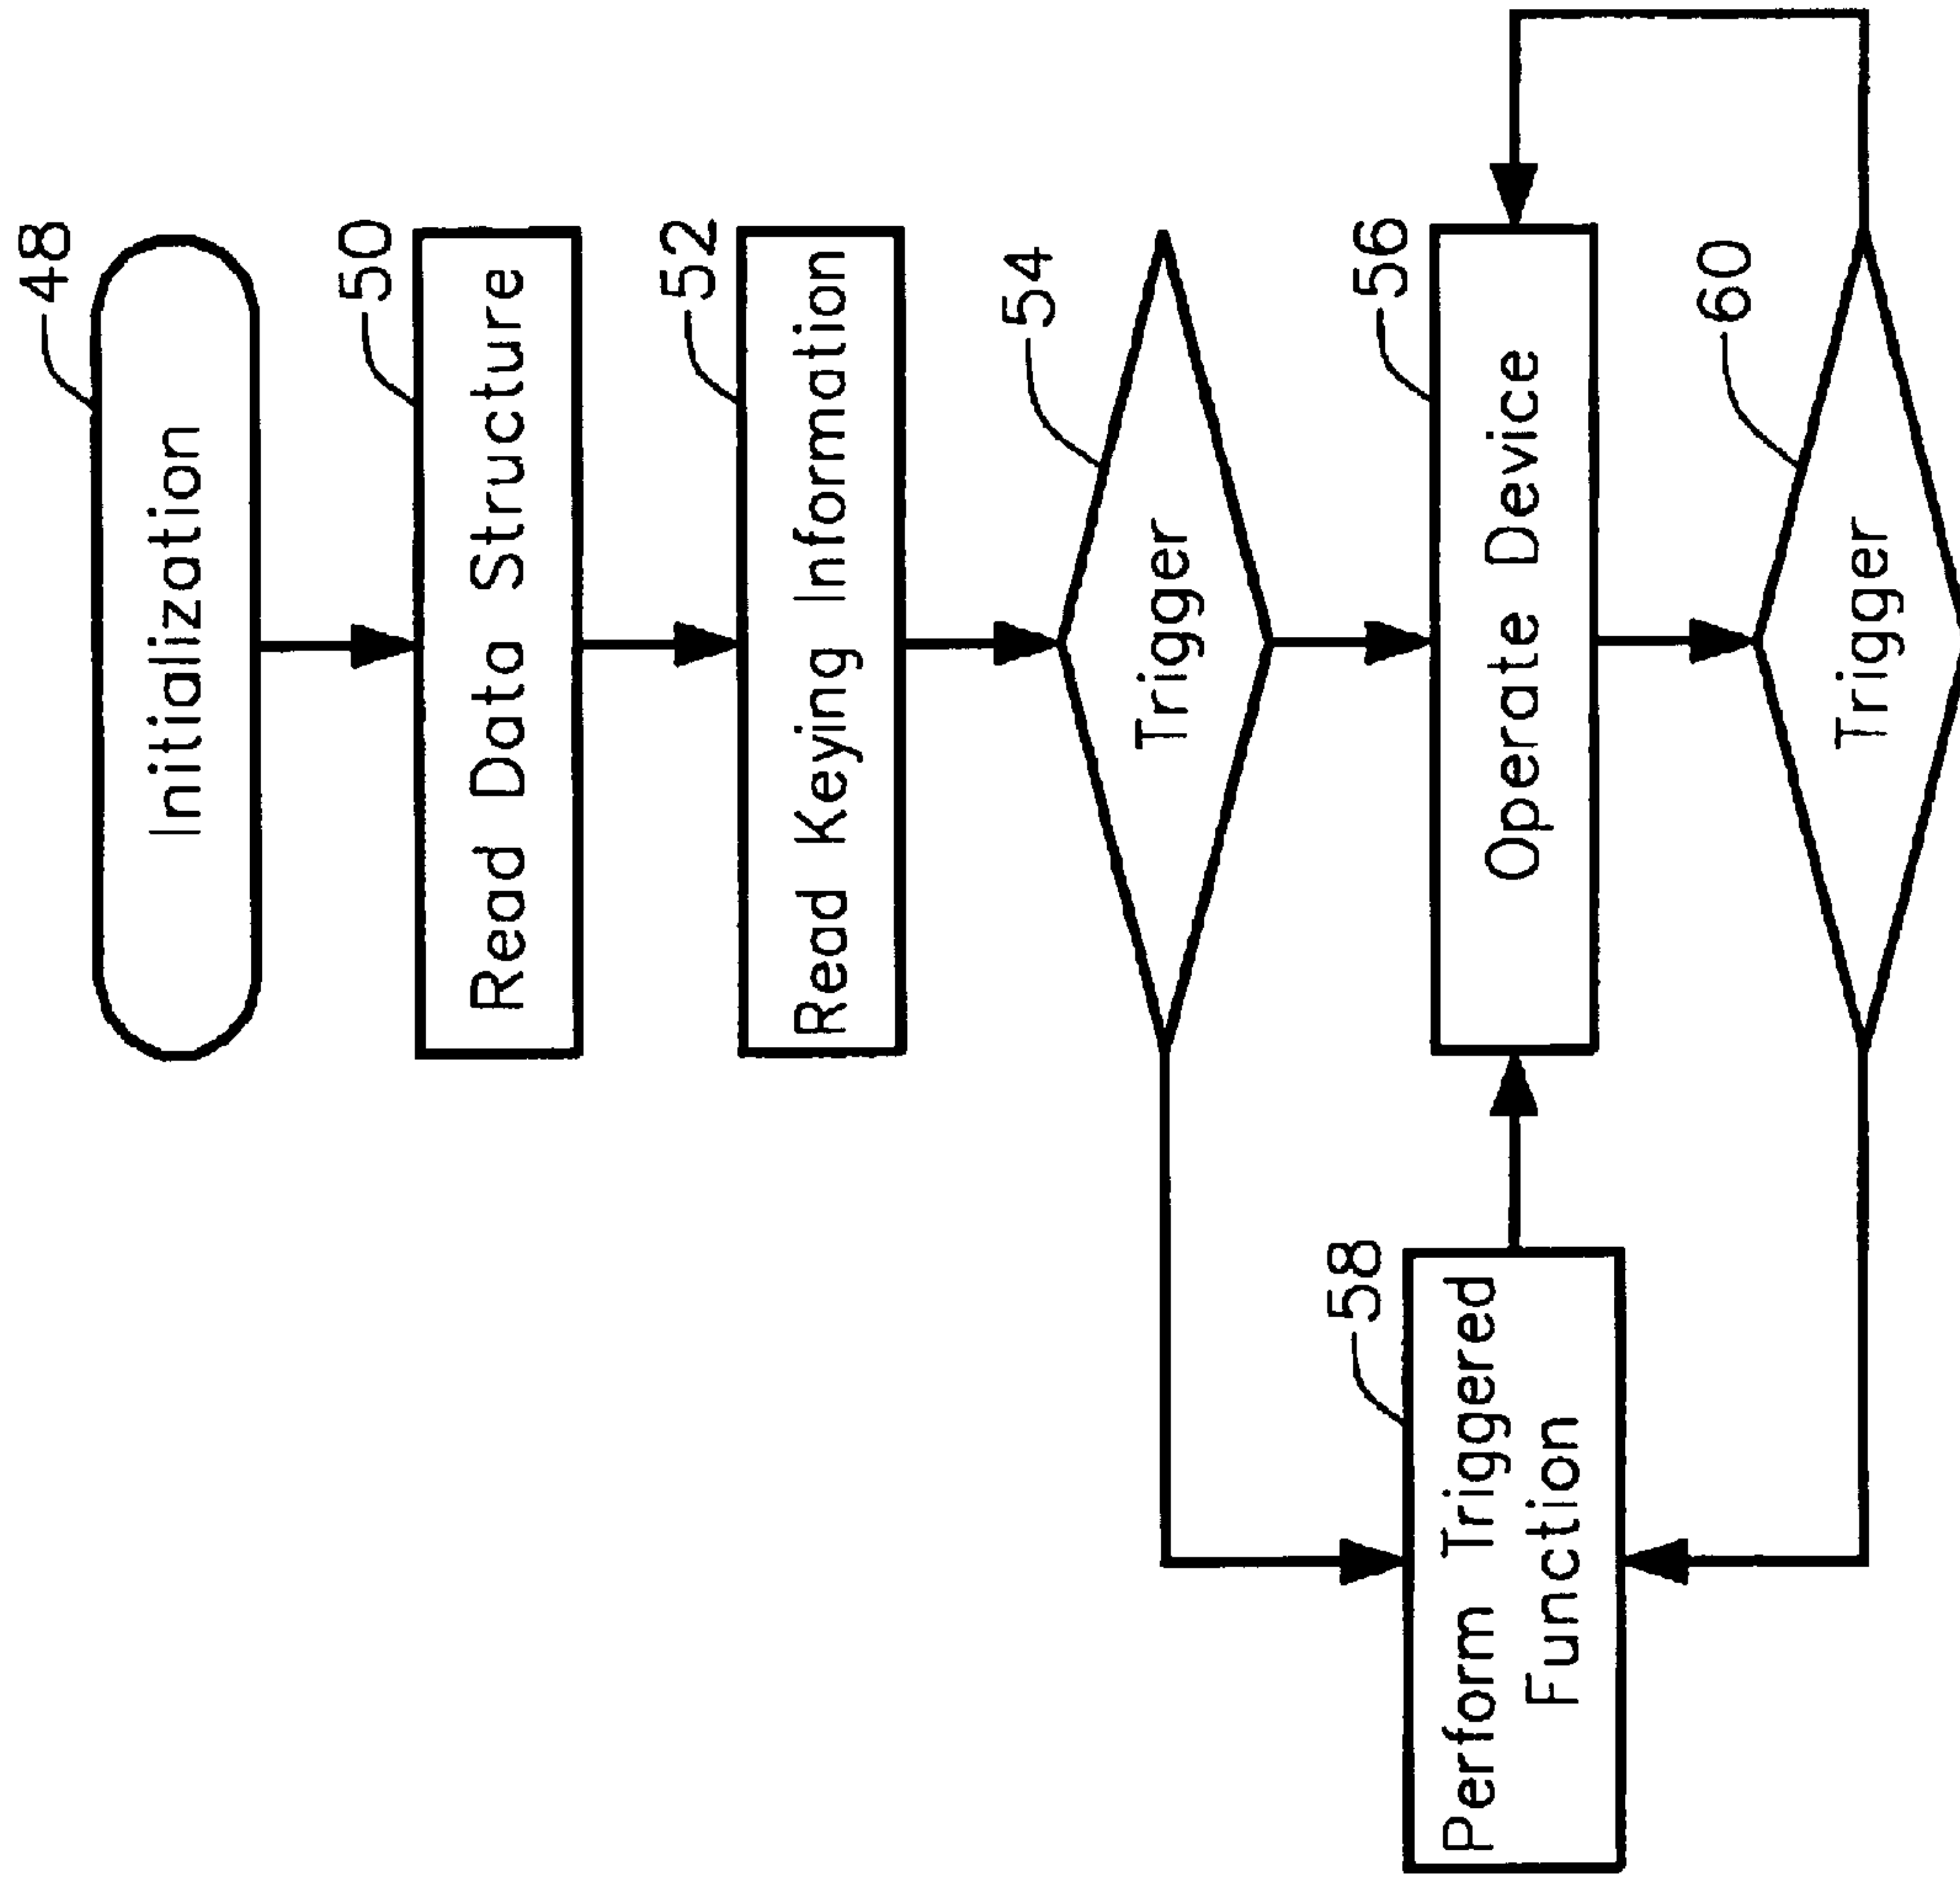 48
Initialization
50
Read Data Structure
52
Read Keying Information
54
Trigger
56
Operate Device
58
Perform Triggered
Function
60
Trigger